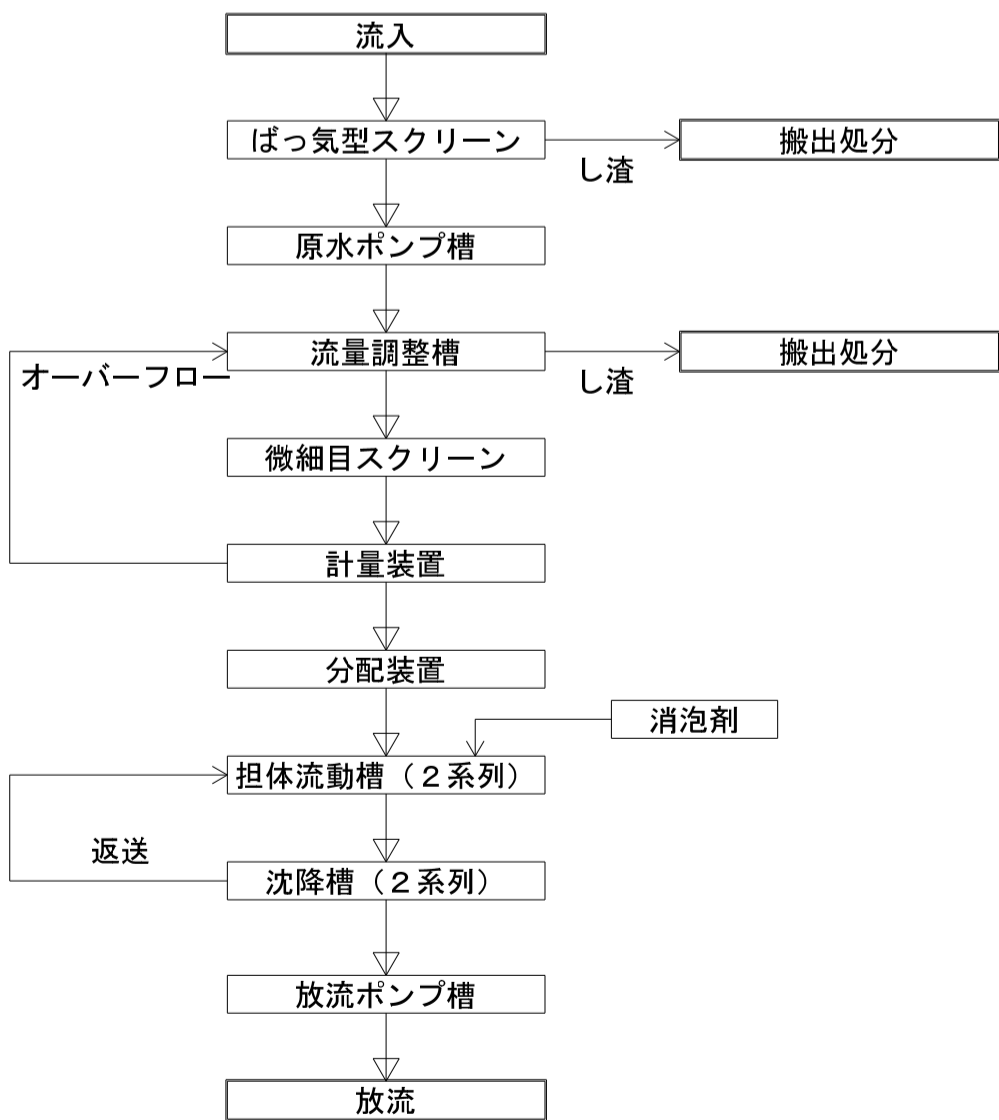 流入
ばっ気型スクリーン
搬出処分
し渣
原水ポンプ槽
流量調整槽
搬出処分
オーバーフロー
し渣
微細目スクリーン
計量装置
分配装置
消泡剤
担体流動槽（２系列）
返送
沈降槽（２系列）
放流ポンプ槽
放流